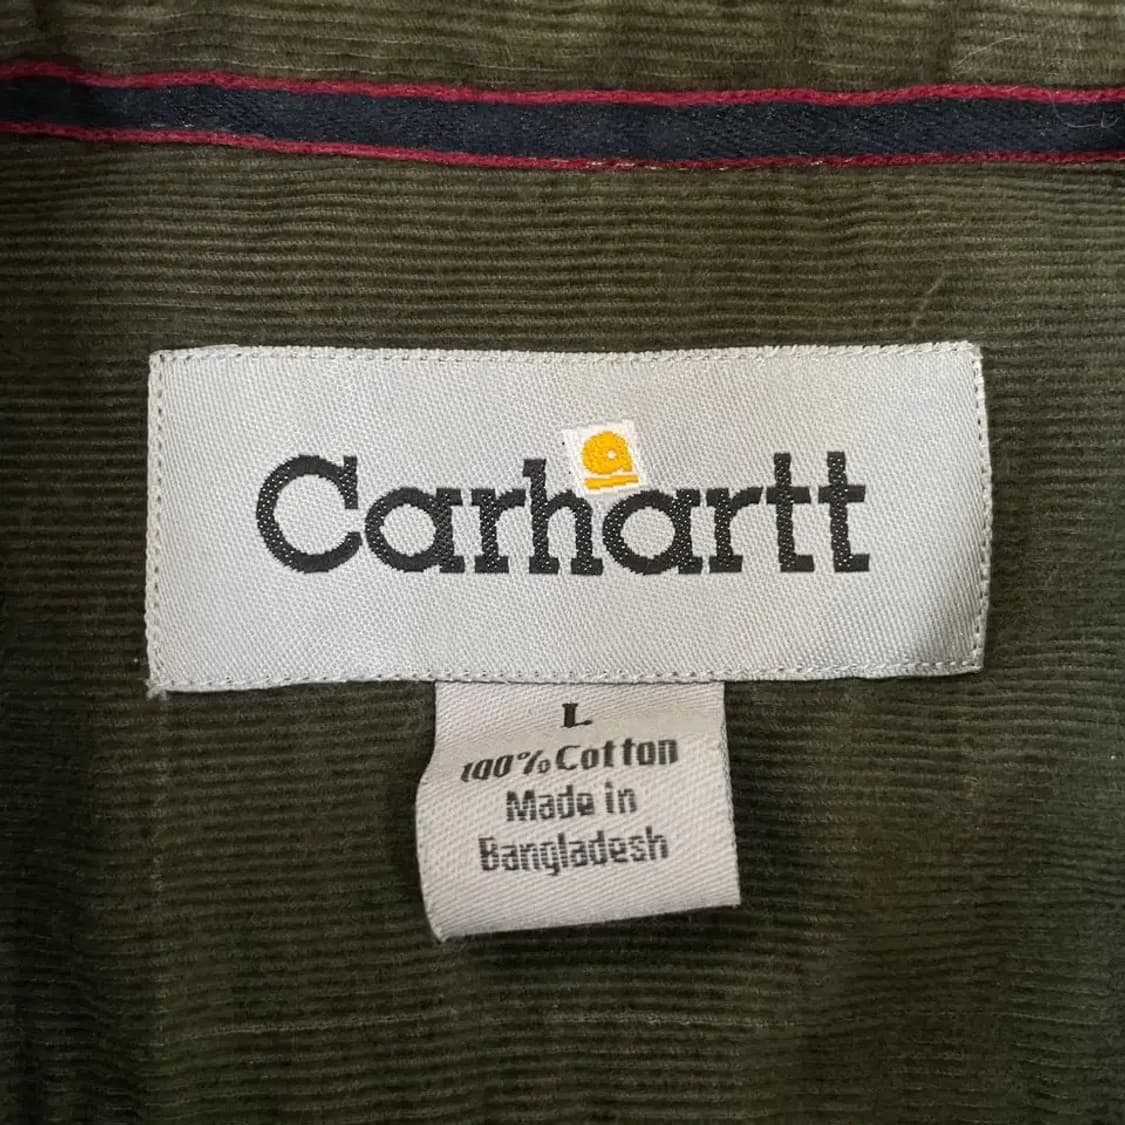 Carhartt
L
100% Cotton
Made in
Bangladesh